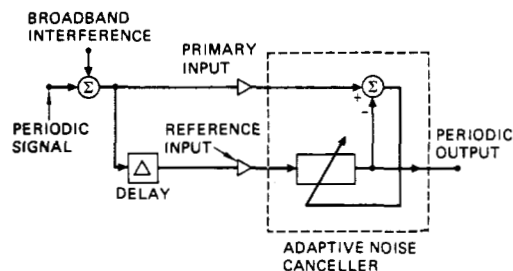 BROADBAND
INTERFERENCE
PRIMARY
INPUT
Σ
Σ
+
-
PERIODIC
SIGNAL
REFERENCE
INPUT
PERIODIC
OUTPUT
Δ
DELAY
ADAPTIVE NOISE
CANCELLER